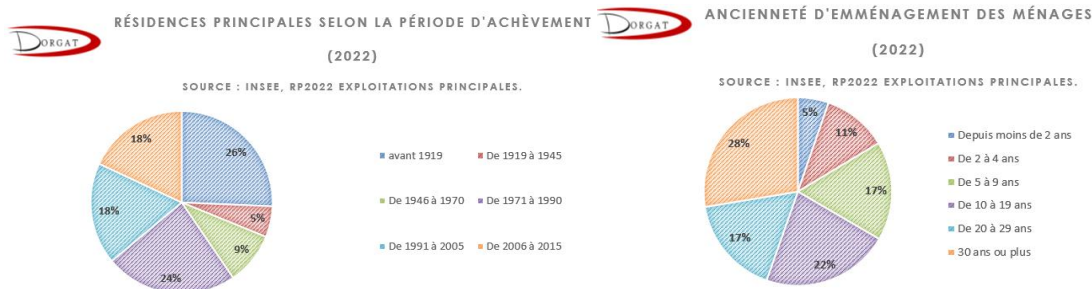 DORGAT
RÉSIDENCES PRINCIPALES SELON LA PÉRIODE D'ACHÈVEMENT
(2022)
SOURCE : INSEE, RP2022 EXPLOITATIONS PRINCIPALES.
18%
26%
18%
5%
9%
24%
avant 1919
De 1919 à 1945
De 1946 à 1970
De 1971 à 1990
De 1991 à 2005
De 2006 à 2015
DORGAT
ANCIENNETÉ D'EMMÉNAGEMENT DES MÉNAGES
(2022)
SOURCE : INSEE, RP2022 EXPLOITATIONS PRINCIPALES.
5%
11%
28%
17%
17%
22%
Depuis moins de 2 ans
De 2 à 4 ans
De 5 à 9 ans
De 10 à 19 ans
De 20 à 29 ans
30 ans ou plus